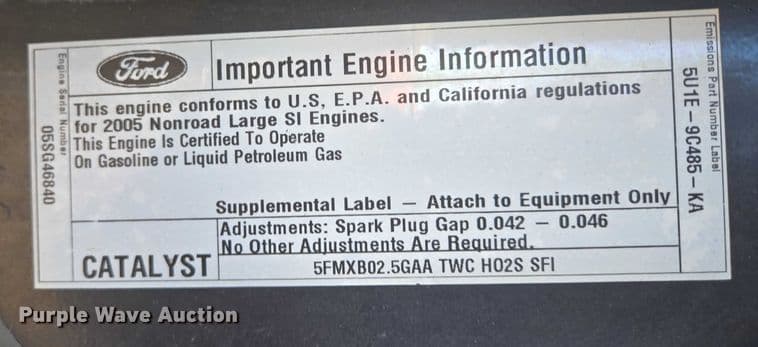 Ford
Important Engine Information
This engine conforms to U.S, E.P.A. and California regulations
for 2005 Nonroad Large SI Engines.
This Engine Is Certified To Operate
On Gasoline or Liquid Petroleum Gas
Supplemental Label — Attach to Equipment Only
Adjustments: Spark Plug Gap 0.042 — 0.046
No Other Adjustments Are Required.
CATALYST
5FMXB02.5GAA TWC HO2S SFI
Engine Serial Number
05SG46840
Emissions Part Number Label
5U1E-9C485-KA
Purple Wave Auction